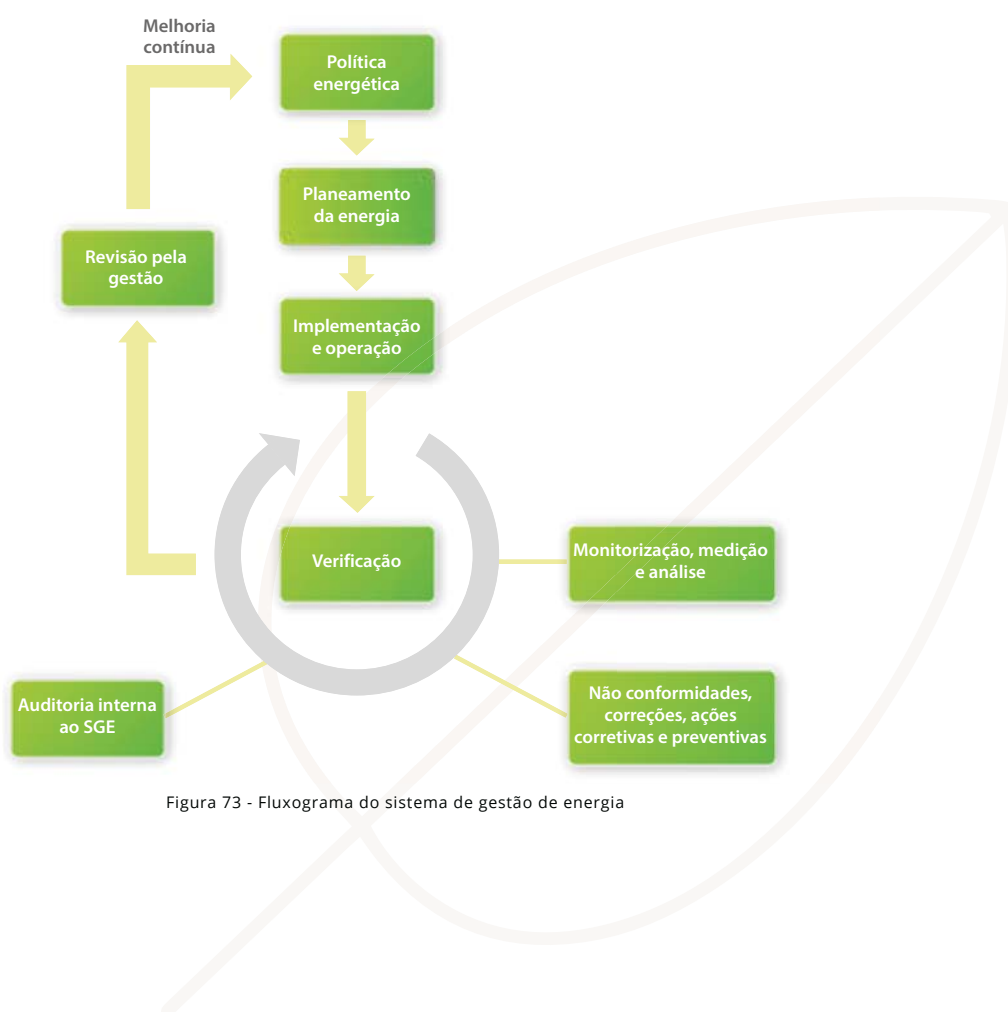 Melhoria
contínua
Política
energética
Planeamento
da energia
Revisão pela
gestão
Implementação
e operação
Verificação
Monitorização, medição
e análise
Auditoria interna
ao SGE
Não conformidades,
correções, ações
corretivas e preventivas
Figura 73 - Fluxograma do sistema de gestão de energia